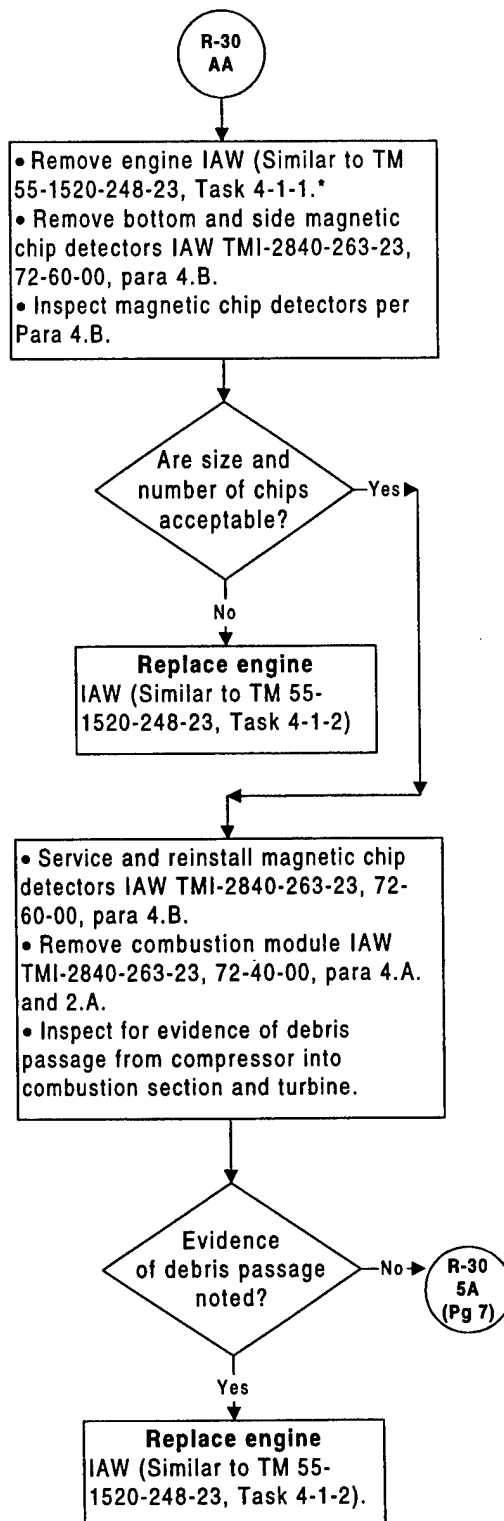 R-30
AA
• Remove engine IAW (Similar to TM
55-1520-248-23, Task 4-1-1.*
• Remove bottom and side magnetic
chip detectors IAW TMI-2840-263-23,
72-60-00, para 4.B.
• Inspect magnetic chip detectors per
Para 4.B.
Are size and
number of chips
acceptable?
Yes
No
Replace engine
IAW (Similar to TM 55-
1520-248-23, Task 4-1-2)
• Service and reinstall magnetic chip
detectors IAW TMI-2840-263-23, 72-
60-00, para 4.B.
• Remove combustion module IAW
TMI-2840-263-23, 72-40-00, para 4.A.
and 2.A.
• Inspect for evidence of debris
passage from compressor into
combustion section and turbine.
Evidence
of debris passage
noted?
No
R-30
5A
(Pg 7)
Yes
Replace engine
IAW (Similar to TM 55-
1520-248-23, Task 4-1-2).